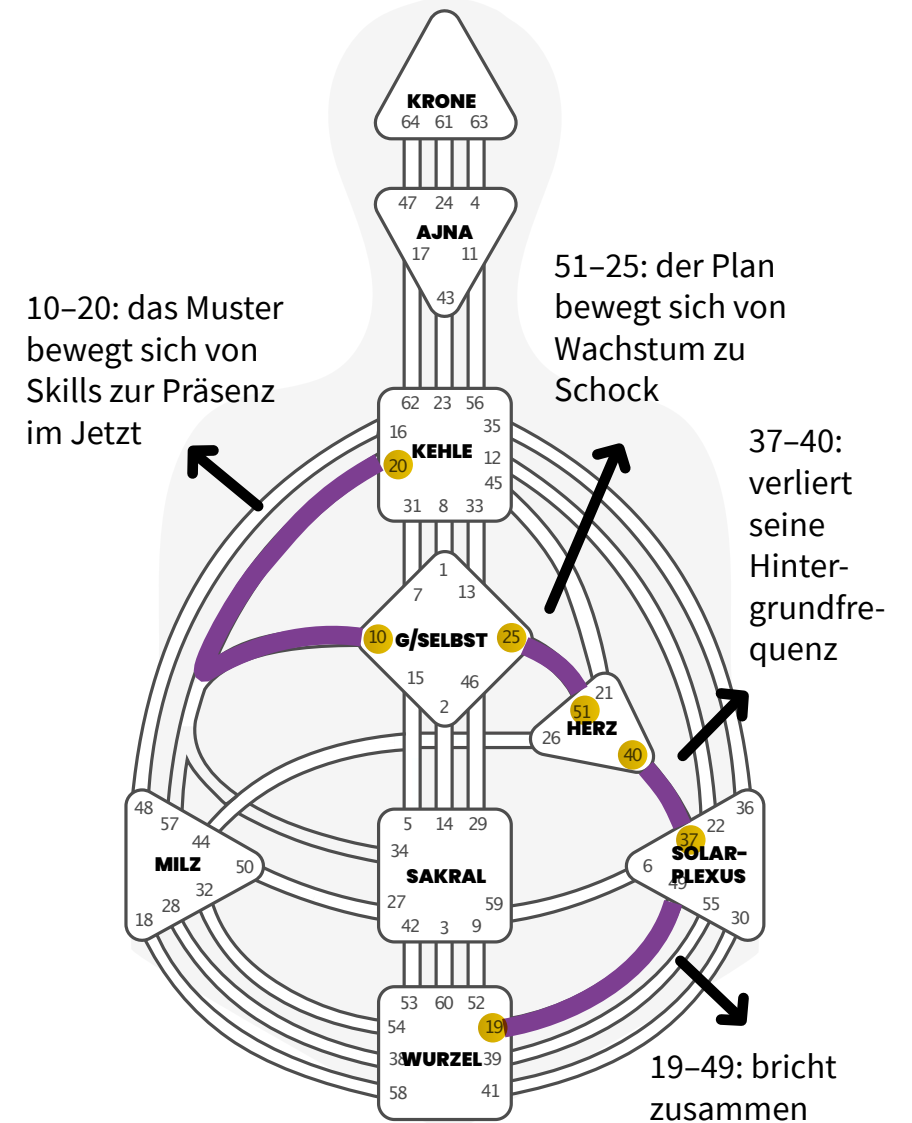 KRONE
64 61 63
47 24 4
AJNA
17 11
43
51–25: der Plan
bewegt sich von
Wachstum zu
Schock
10–20: das Muster
bewegt sich von
Skills zur Präsenz
im Jetzt
62 23 56
16 35
KEHLE
20 12
45
31 8 33
37–40:
verliert
seine
Hinter-
grundfre-
quenz
1
7 13
10 G/SELBST 25
15 46
2
21
51
HERZ
26
40
48
57
44
MILZ
50
32
28
18
5 14 29
34
SAKRAL
27 59
42 3 9
36
22
37
SOLAR-
PLEXUS
6
49
55
30
53 60 52
54 19
38 WURZEL 39
58 41
19–49: bricht
zusammen